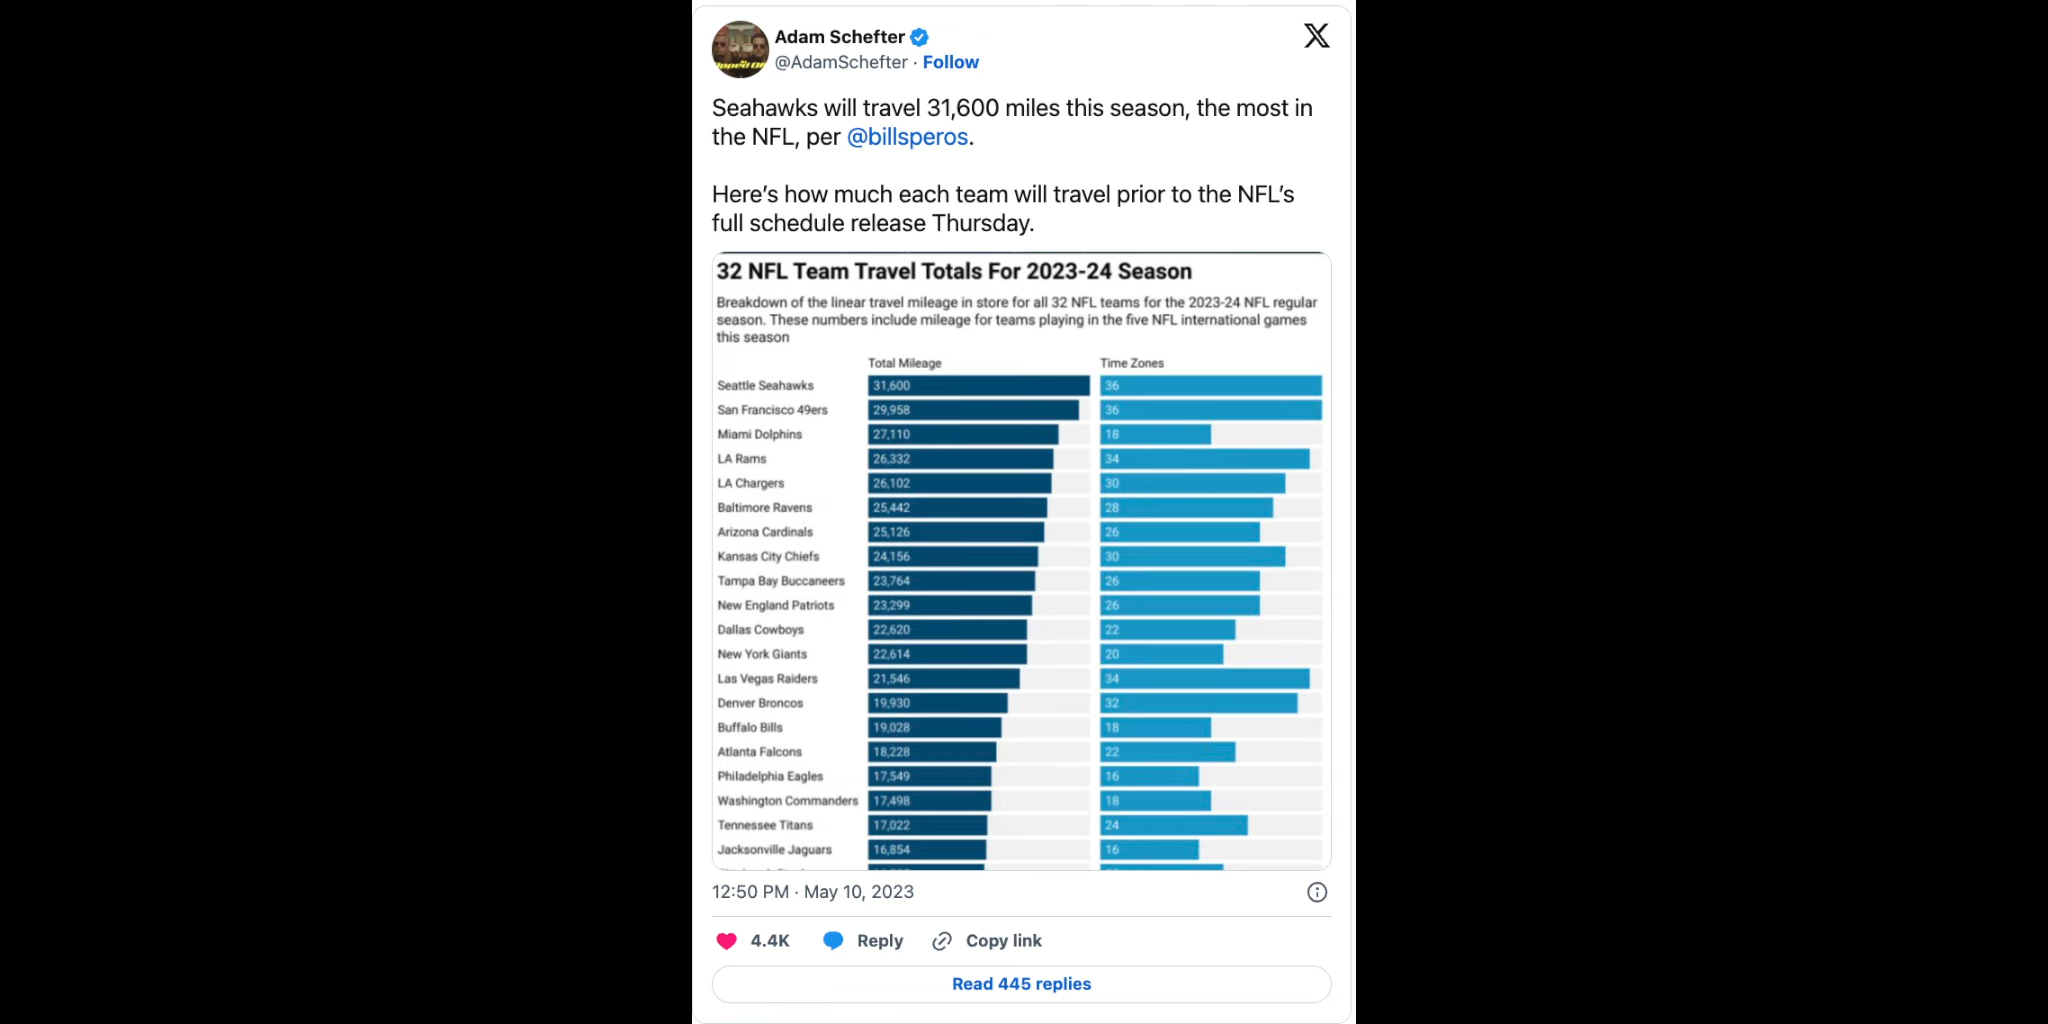 Adam Schefter
@AdamSchefter · Follow
Seahawks will travel 31,600 miles this season, the most in
the NFL, per @billsperos.
Here's how much each team will travel prior to the NFL's
full schedule release Thursday.
32 NFL Team Travel Totals For 2023-24 Season
Breakdown of the linear travel mileage in store for all 32 NFL teams for the 2023-24 NFL regular
season. These numbers include mileage for teams playing in the five NFL international games
this season
Total Mileage Time Zones
Seattle Seahawks 31,600 36
San Francisco 49ers 29,958 36
Miami Dolphins 27,110 18
LA Rams 26,332 34
LA Chargers 26,102 30
Baltimore Ravens 25,442 28
Arizona Cardinals 25,126 26
Kansas City Chiefs 24,156 30
Tampa Bay Buccaneers 23,764 26
New England Patriots 23,299 26
Dallas Cowboys 22,620 22
New York Giants 22,614 20
Las Vegas Raiders 21,546 34
Denver Broncos 19,930 32
Buffalo Bills 19,028 18
Atlanta Falcons 18,228 22
Philadelphia Eagles 17,549 16
Washington Commanders 17,498 18
Tennessee Titans 17,022 24
Jacksonville Jaguars 16,854 16
12:50 PM · May 10, 2023
4.4K Reply Copy link
Read 445 replies